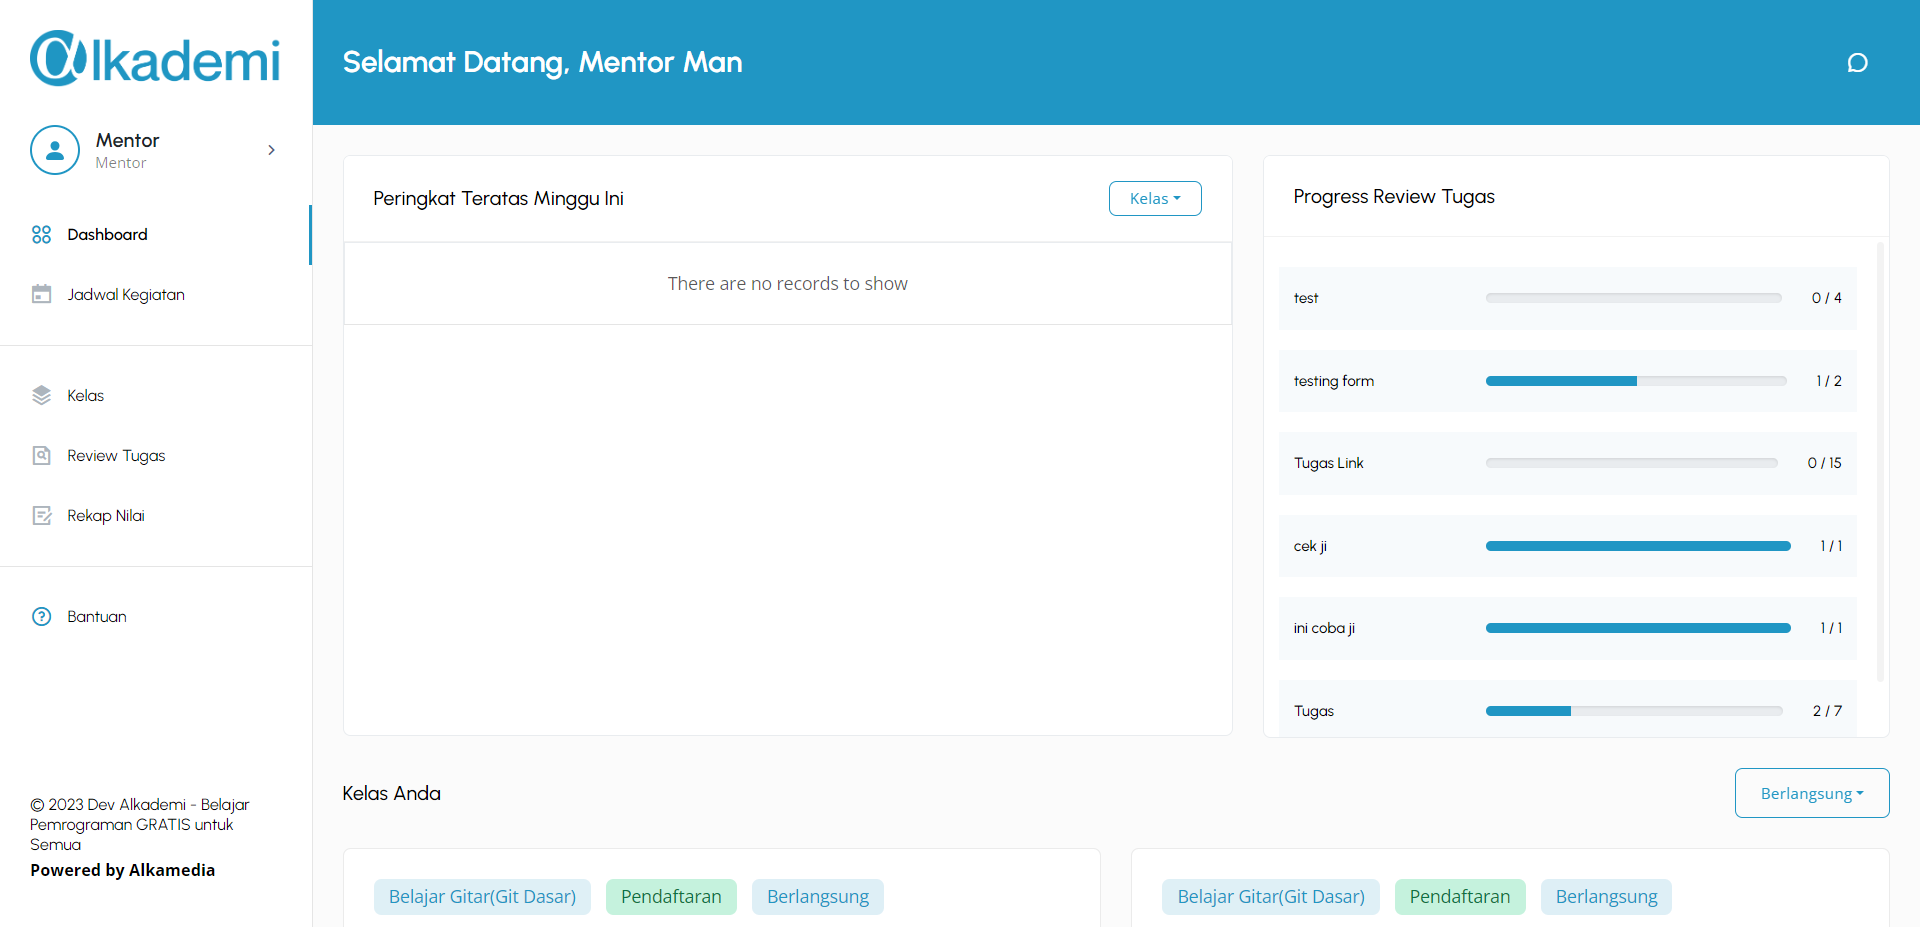 @lkademi
Mentor
Mentor
Dashboard
Jadwal Kegiatan
Kelas
Review Tugas
Rekap Nilai
Bantuan
© 2023 Dev Alkademi - Belajar
Pemrograman GRATIS untuk
Semua
Powered by Alkamedia
Selamat Datang, Mentor Man
Peringkat Teratas Minggu Ini
Kelas
There are no records to show
Progress Review Tugas
test 0 / 4
testing form 1 / 2
Tugas Link 0 / 15
cek ji 1 / 1
ini coba ji 1 / 1
Tugas 2 / 7
Kelas Anda
Berlangsung
Belajar Gitar(Git Dasar) Pendaftaran Berlangsung
Belajar Gitar(Git Dasar) Pendaftaran Berlangsung